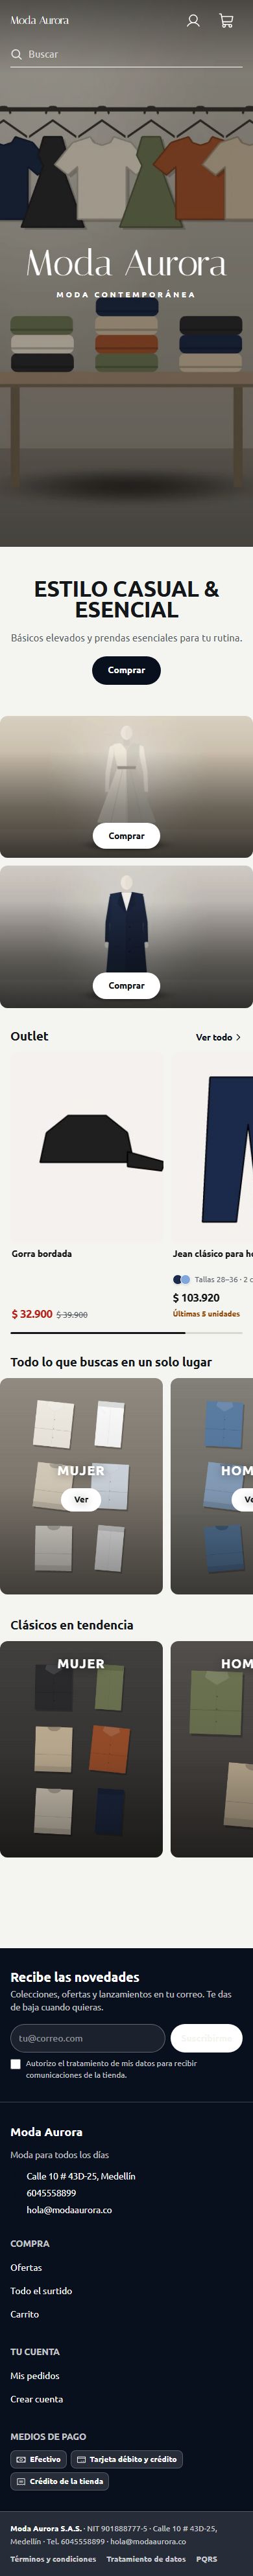 Moda Aurora
Buscar
Moda Aurora
MODA CONTEMPORÁNEA
ESTILO CASUAL &
ESENCIAL
Básicos elevados y prendas esenciales para tu rutina.
Comprar
Comprar
Comprar
Outlet
Ver todo
Gorra bordada
$ 32.900 $ 39.900
Jean clásico para ho
Tallas 28–36 · 2 c
$ 103.920
Últimas 5 unidades
Todo lo que buscas en un solo lugar
MUJER
Ver
HOM
Ve
Clásicos en tendencia
MUJER
HOM
Recibe las novedades
Colecciones, ofertas y lanzamientos en tu correo. Te das
de baja cuando quieras.
tu@correo.com
Autorizo el tratamiento de mis datos para recibir
comunicaciones de la tienda.
Moda Aurora
Moda para todos los días
Calle 10 # 43D-25, Medellín
6045558899
hola@modaaurora.co
COMPRA
Ofertas
Todo el surtido
Carrito
TU CUENTA
Mis pedidos
Crear cuenta
MEDIOS DE PAGO
Efectivo
Tarjeta débito y crédito
Crédito de la tienda
Moda Aurora S.A.S. · NIT 901888777-5 · Calle 10 # 43D-25,
Medellín · Tel. 6045558899 · hola@modaaurora.co
Términos y condiciones Tratamiento de datos PQRS